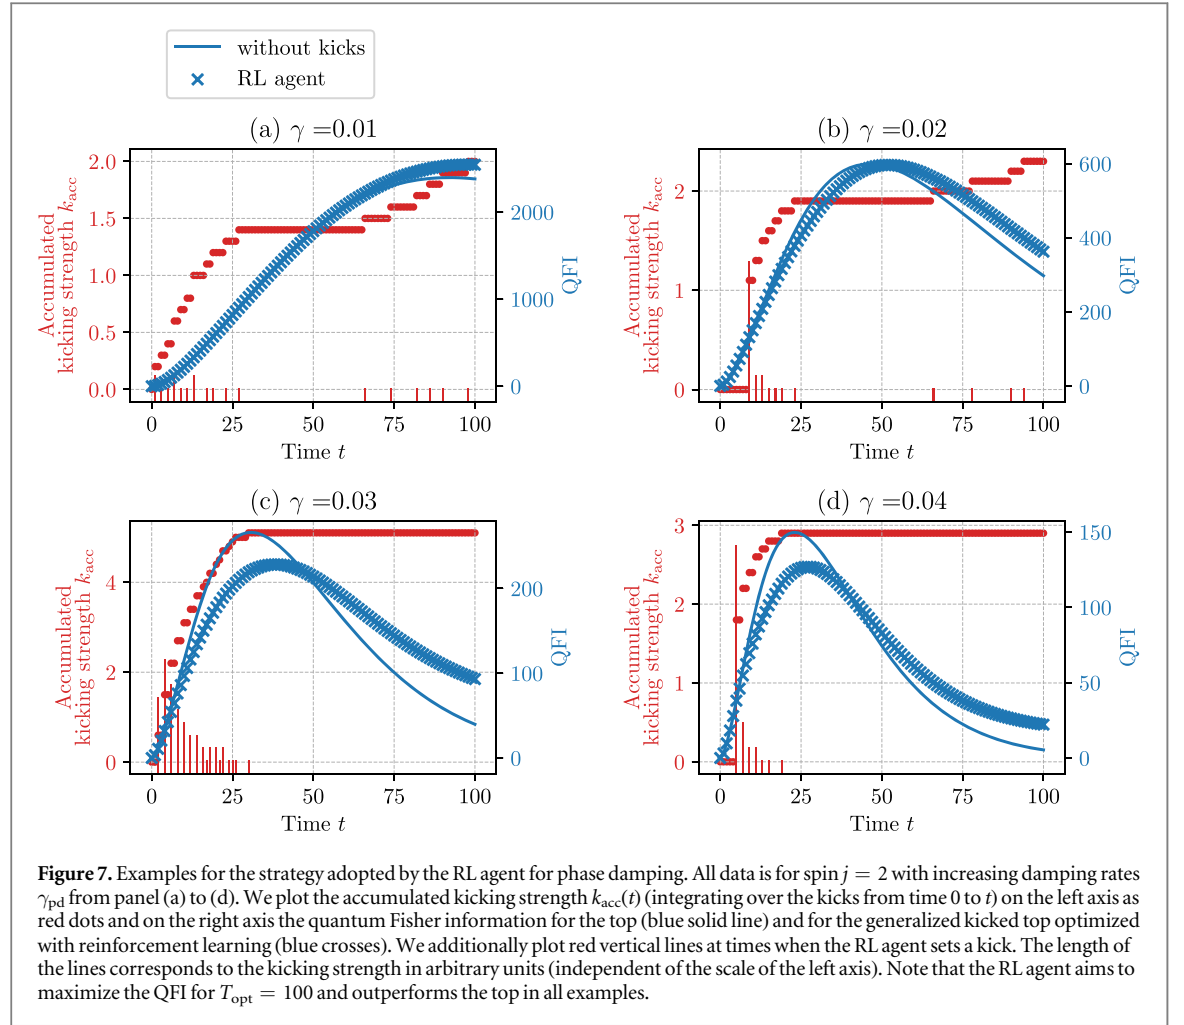 without kicks
RL agent
(a) γ =0.01
(b) γ =0.02
Accumulated
kicking strength k_acc
2.0
1.5
1.0
0.5
0.0
QFI
2000
1000
0
0
25
50
75
100
Time t
Accumulated
kicking strength k_acc
2
1
0
QFI
600
400
200
0
0
25
50
75
100
Time t
(c) γ =0.03
(d) γ =0.04
Accumulated
kicking strength k_acc
4
2
0
QFI
200
100
0
0
25
50
75
100
Time t
Accumulated
kicking strength k_acc
3
2
1
0
QFI
150
100
50
0
0
25
50
75
100
Time t
Figure 7. Examples for the strategy adopted by the RL agent for phase damping. All data is for spin j = 2 with increasing damping rates
γ_pd from panel (a) to (d). We plot the accumulated kicking strength k_acc(t) (integrating over the kicks from time 0 to t) on the left axis as
red dots and on the right axis the quantum Fisher information for the top (blue solid line) and for the generalized kicked top optimized
with reinforcement learning (blue crosses). We additionally plot red vertical lines at times when the RL agent sets a kick. The length of
the lines corresponds to the kicking strength in arbitrary units (independent of the scale of the left axis). Note that the RL agent aims to
maximize the QFI for T_opt = 100 and outperforms the top in all examples.